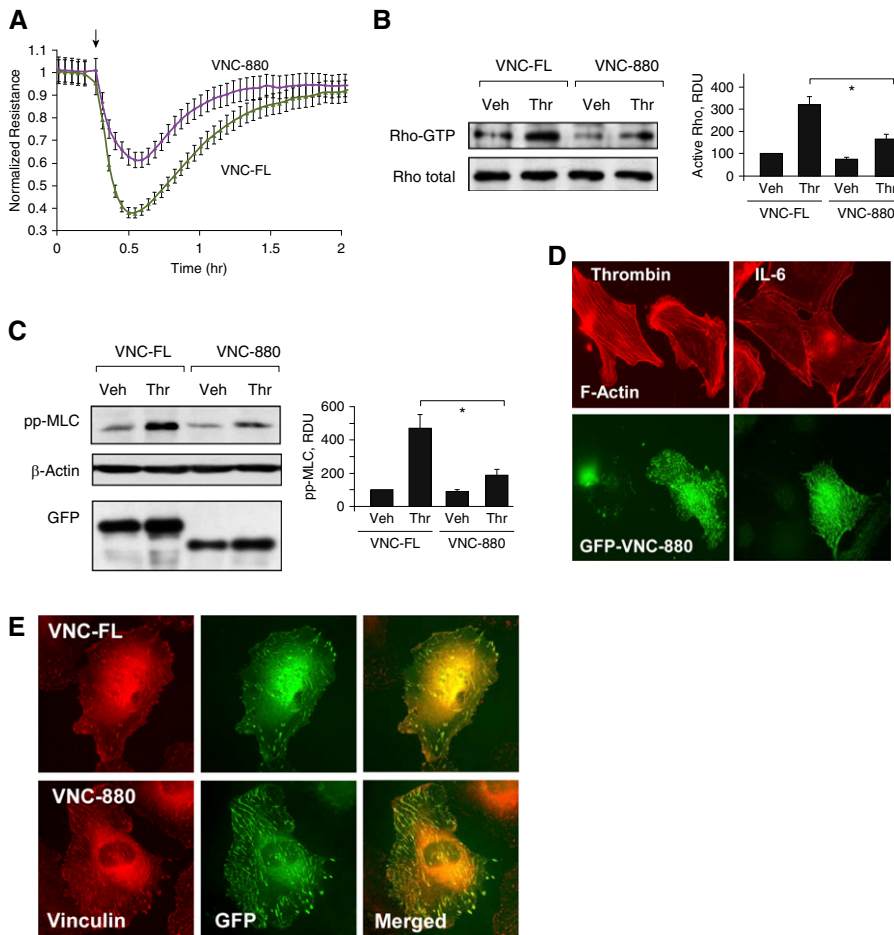 A
VNC-880
VNC-FL
Normalized Resistance
1.1
1
0.9
0.8
0.7
0.6
0.5
0.4
0.3
0
0.5
1
1.5
2
Time (hr)
B
VNC-FL VNC-880
Veh Thr Veh Thr
Rho-GTP
Rho total
Active Rho, RDU
400
300
200
100
0
*
Veh Thr Veh Thr
VNC-FL VNC-880
C
VNC-FL VNC-880
Veh Thr Veh Thr
pp-MLC
β-Actin
GFP
pp-MLC, RDU
600
400
200
0
*
Veh Thr Veh Thr
VNC-FL VNC-880
D
Thrombin IL-6
F-Actin
GFP-VNC-880
E
VNC-FL
VNC-880
Vinculin GFP Merged